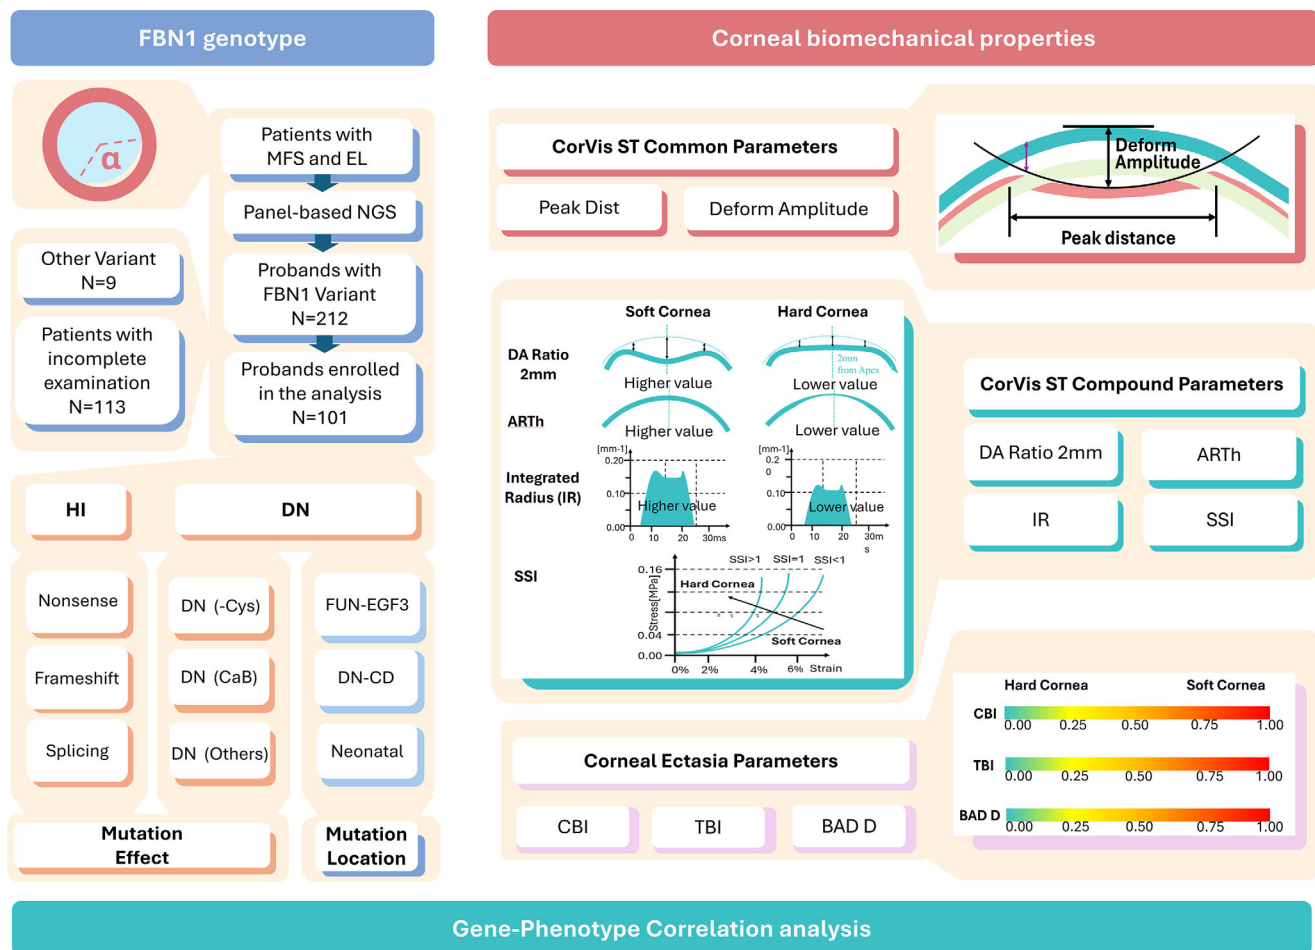 FBN1 genotype
α
Patients with
MFS and EL
Panel-based NGS
Other Variant
N=9
Probands with
FBN1 Variant
N=212
Patients with
incomplete
examination
N=113
Probands enrolled
in the analysis
N=101
HI
DN
Nonsense
DN (-Cys)
FUN-EGF3
Frameshift
DN (CaB)
DN-CD
Splicing
DN (Others)
Neonatal
Mutation
Effect
Mutation
Location
Corneal biomechanical properties
CorVis ST Common Parameters
Peak Dist
Deform Amplitude
Deform
Amplitude
Peak distance
Soft Cornea
Hard Cornea
DA Ratio
2mm
2mm
from Apex
Higher value
Lower value
ARTh
Higher value
Lower value
[mm-1]
[mm-1]
0.20
0.2
0
Integrated
Radius (IR)
0.10
0.10
Higher value
Lower value
0.00
0.00
0 10 20 30ms
0 10 20 30m
s
SSI
SSI>1 SSI=1 SSI<1
0.16
Hard Cornea
Stress[MPa]
0.04
Soft Cornea
0.00
0% 2% 4% 6% Strain
CorVis ST Compound Parameters
DA Ratio 2mm
ARTh
IR
SSI
Corneal Ectasia Parameters
CBI
TBI
BAD D
Hard Cornea
Soft Cornea
CBI
0.00 0.25 0.50 0.75 1.00
TBI
0.00 0.25 0.50 0.75 1.00
BAD D
0.00 0.25 0.50 0.75 1.00
Gene-Phenotype Correlation analysis